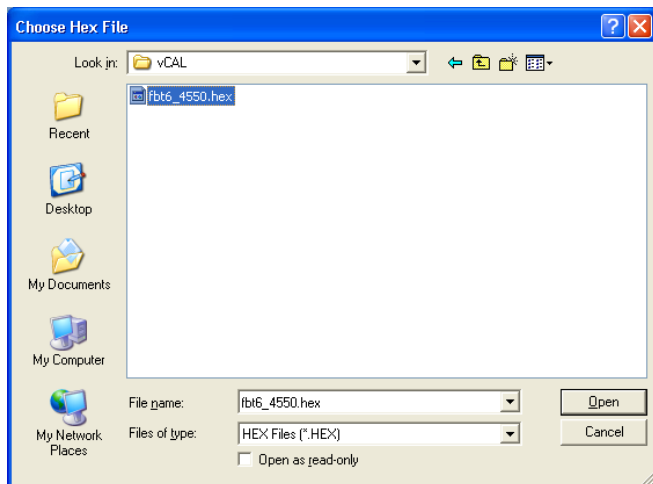 Choose Hex File
Look in: vCAL
fbt6_4550.hex
Recent
Desktop
My Documents
My Computer
My Network
Places
File name: fbt6_4550.hex Open
Files of type: HEX Files (*.HEX) Cancel
Open as read-only